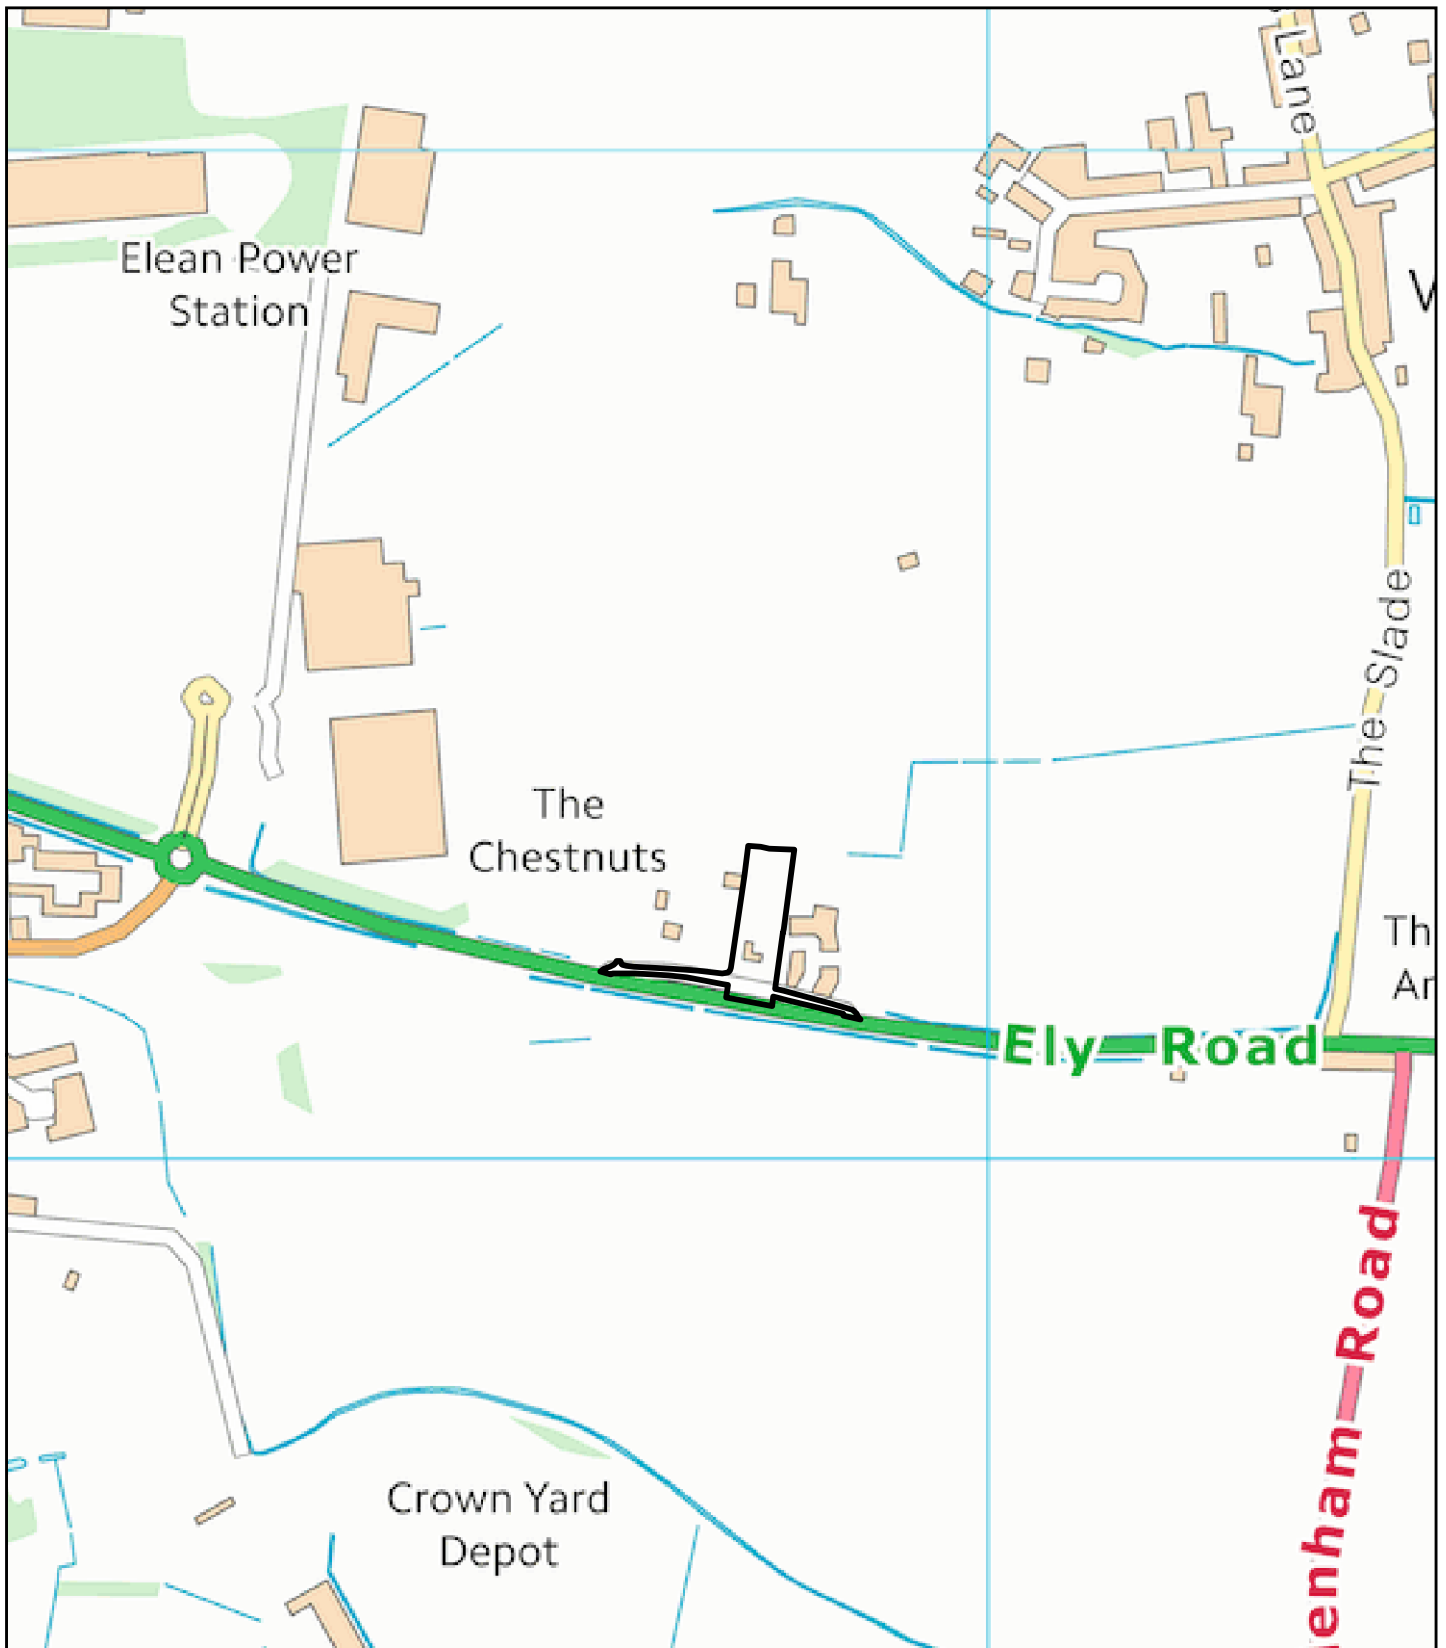 Lane
Elean Power
Station
The Slade
The
Chestnuts
Th
Ar
Ely Road
enham Road
Crown Yard
Depot